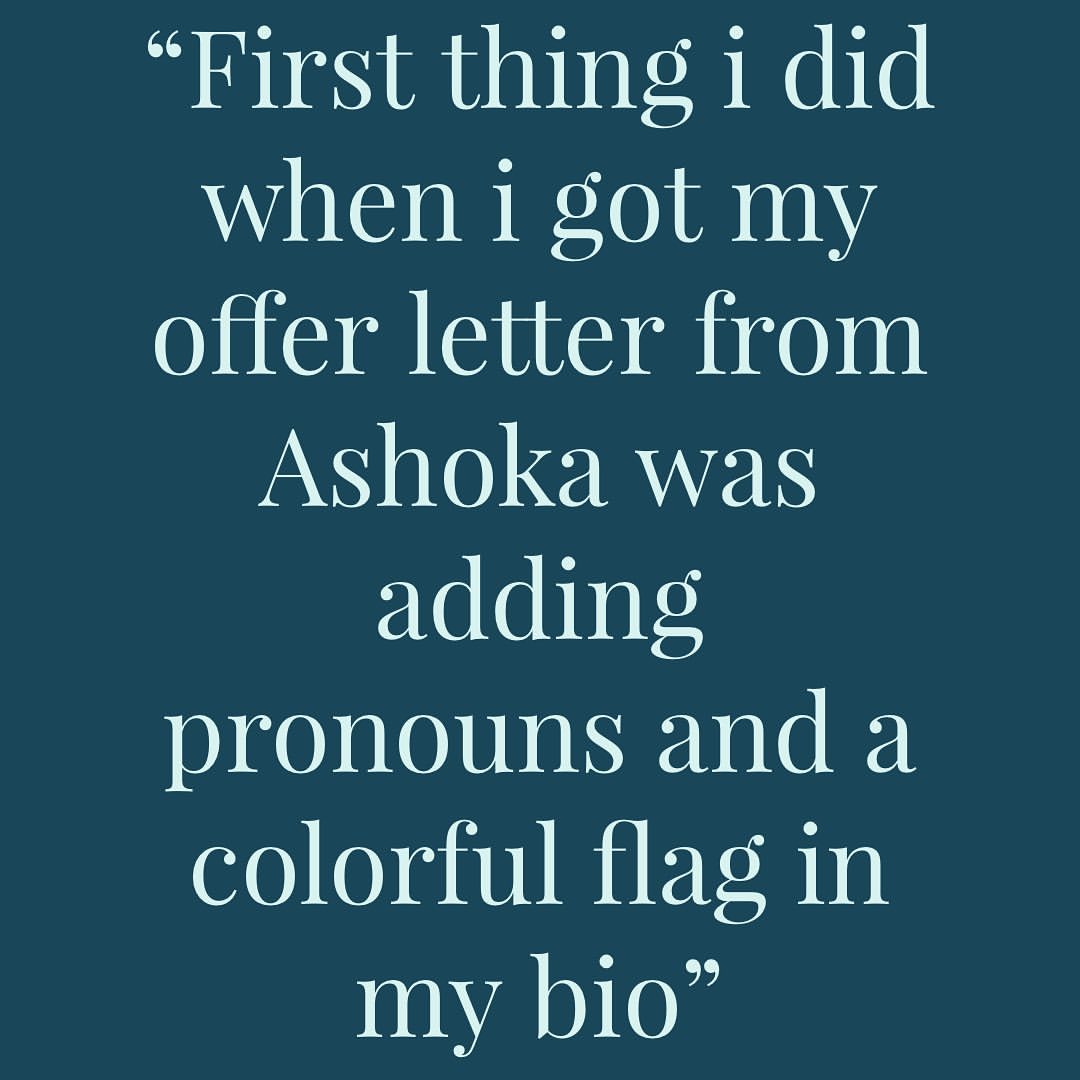 “First thing i did
when i got my
offer letter from
Ashoka was
adding
pronouns and a
colorful flag in
my bio”